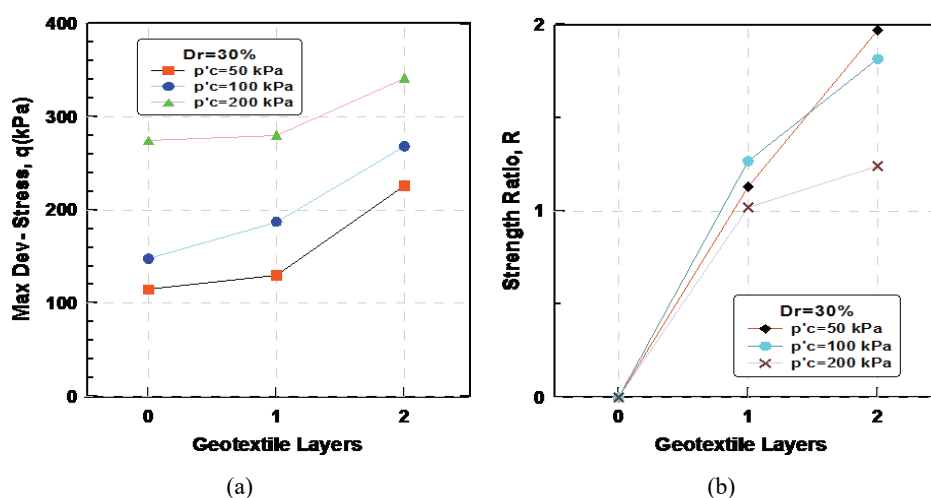 400
300
200
100
0
Max Dev- Stress, q(kPa)
Dr=30%
p'c=50 kPa
p'c=100 kPa
p'c=200 kPa
0 1 2
Geotextile Layers
(a)
2
1
0
Strength Ratio, R
Dr=30%
p'c=50 kPa
p'c=100 kPa
p'c=200 kPa
0 1 2
Geotextile Layers
(b)